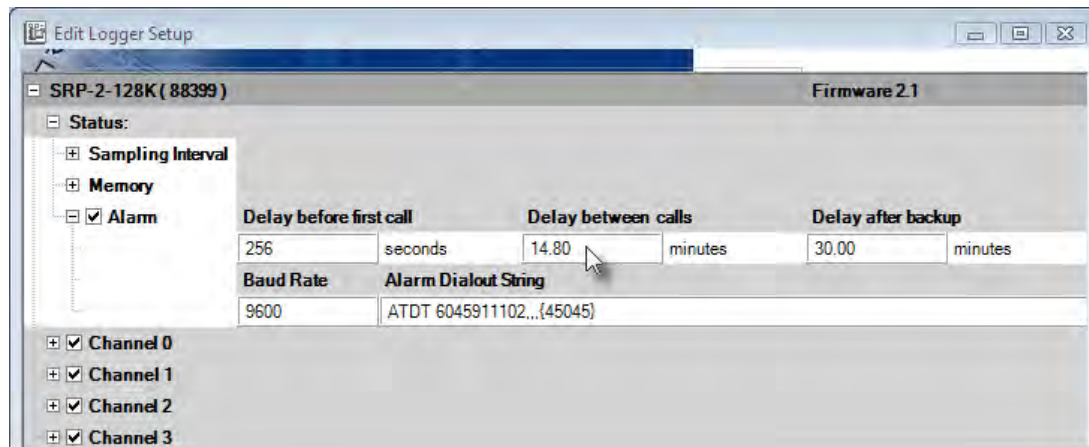 Edit Logger Setup
SRP-2-128K ( 88399 ) Firmware 2.1
Status:
Sampling Interval
Memory
Alarm Delay before first call Delay between calls Delay after backup
256 seconds 14.80 minutes 30.00 minutes
Baud Rate Alarm Dialout String
9600 ATDT 6045911102,,,{45045}
Channel 0
Channel 1
Channel 2
Channel 3